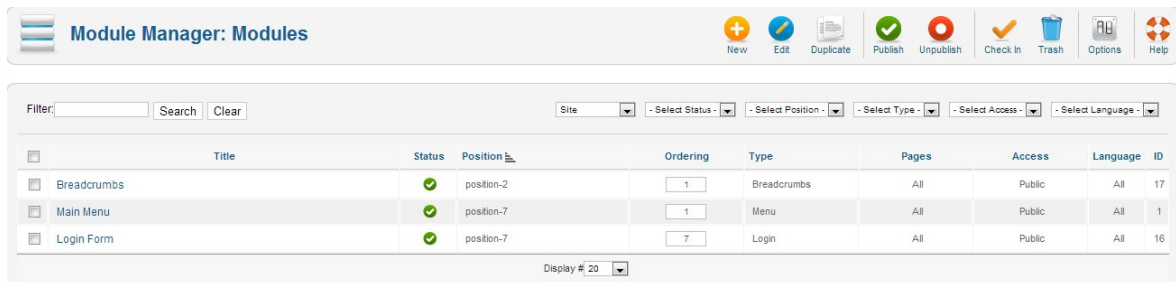 Module Manager: Modules
New Edit Duplicate Publish Unpublish Check In Trash Options Help
Filter: Search Clear Site - Select Status - - Select Position - - Select Type - - Select Access - - Select Language -
Title Status Position Ordering Type Pages Access Language ID
Breadcrumbs position-2 1 Breadcrumbs All Public All 17
Main Menu position-7 1 Menu All Public All 1
Login Form position-7 7 Login All Public All 16
Display # 20